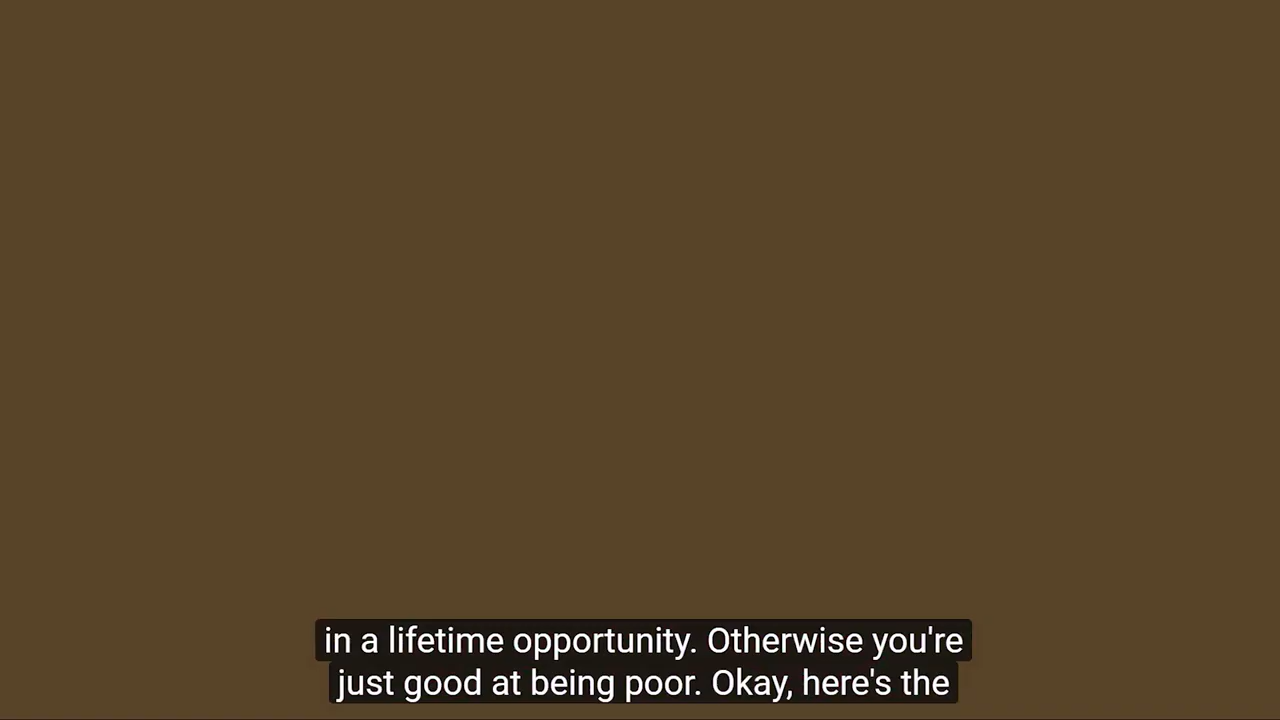 in a lifetime opportunity. Otherwise you're
just good at being poor. Okay, here's the